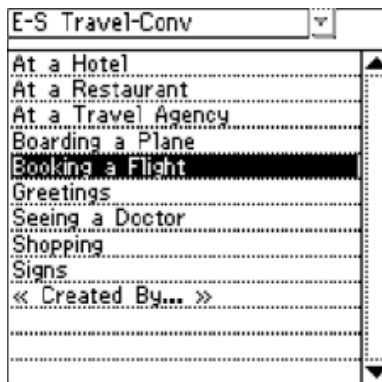 E-S Travel-Conv
At a Hotel
At a Restaurant
At a Travel Agency
Boarding a Plane
Booking a Flight
Greetings
Seeing a Doctor
Shopping
Signs
« Created By... »